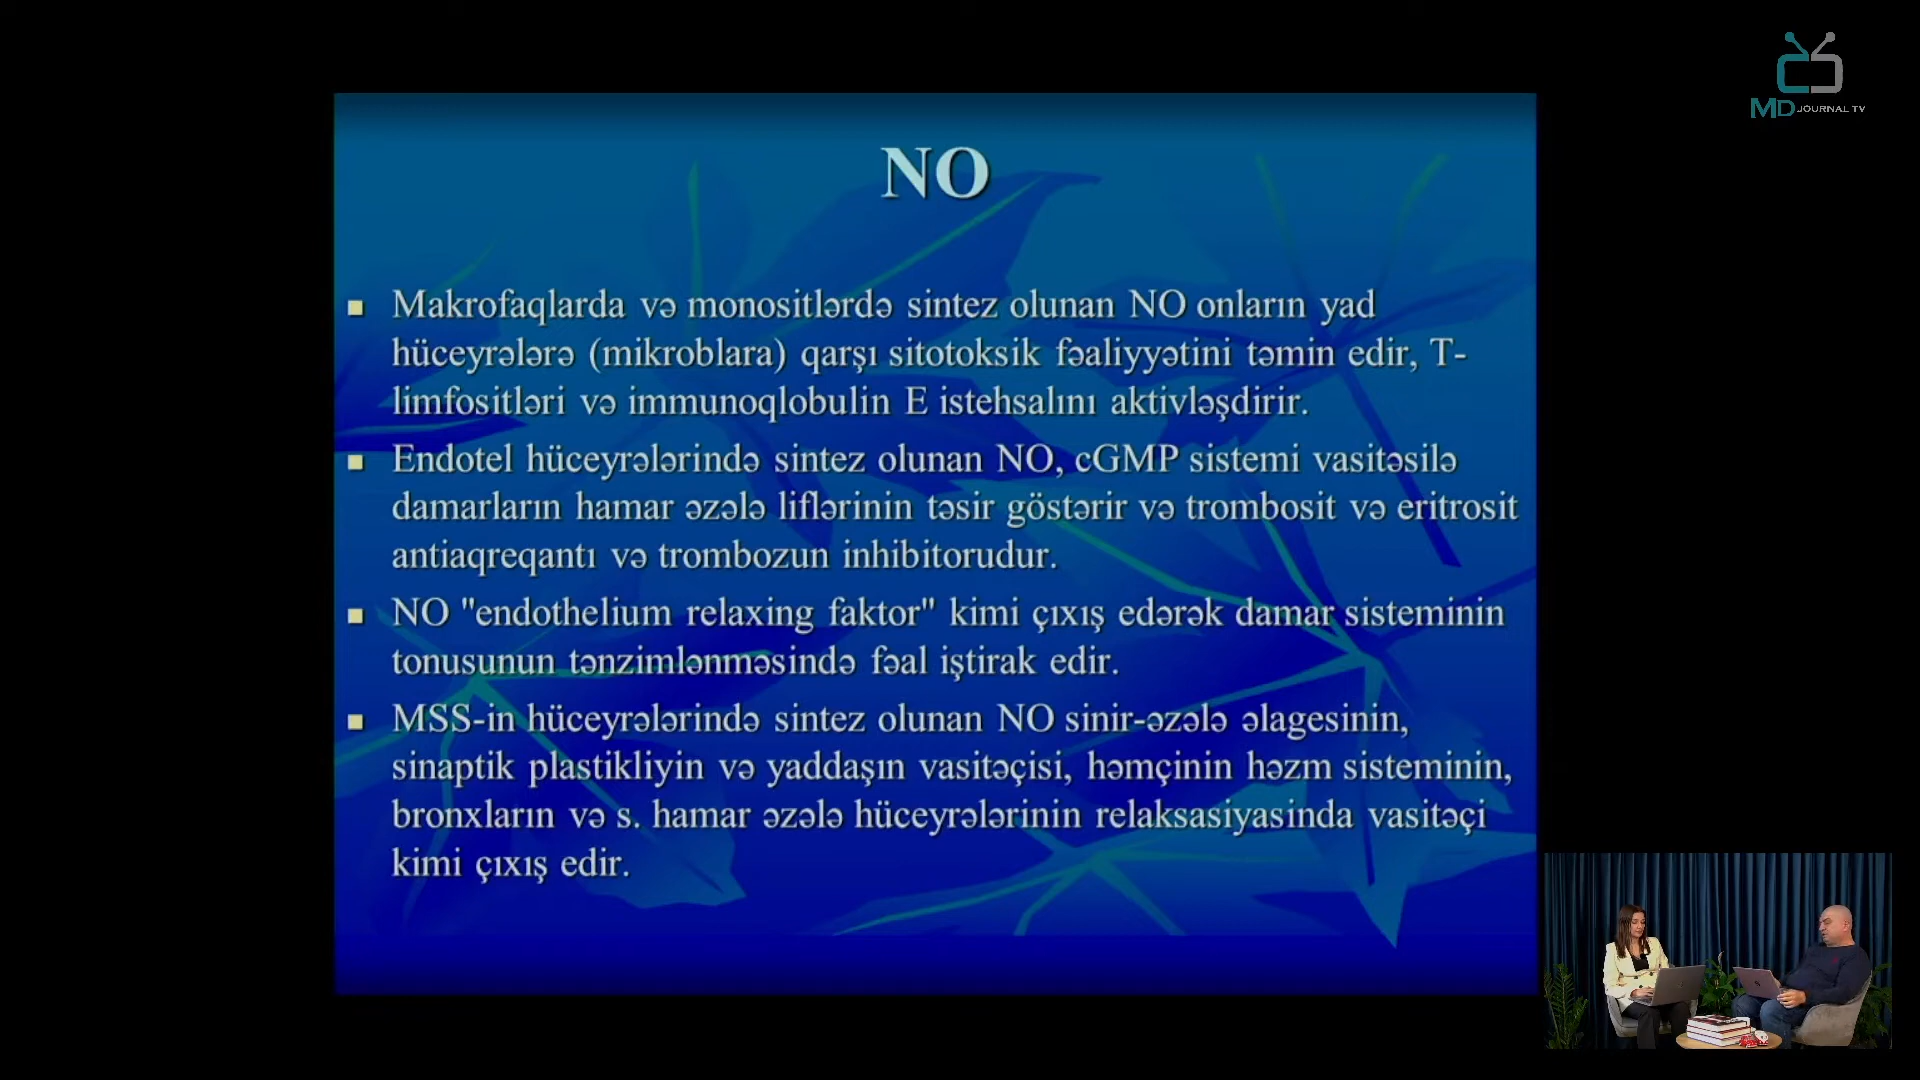 MD JOURNAL TV
NO
Makrofaqlarda və monositlərdə sintez olunan NO onların yad
hüceyrələrə (mikroblara) qarşı sitotoksik fəaliyyətini təmin edir, T-
limfositləri və immunoqlobulin E istehsalını aktivləşdirir.
Endotel hüceyrələrində sintez olunan NO, cGMP sistemi vasitəsilə
damarların hamar əzələ liflərinin təsir göstərir və trombosit və eritrosit
antiaqreqantı və trombozun inhibitorudur.
NO "endothelium relaxing faktor" kimi çıxış edərək damar sisteminin
tonusunun tənzimlənməsində fəal iştirak edir.
MSS-in hüceyrələrində sintez olunan NO sinir-əzələ əlagesinin,
sinaptik plastikliyin və yaddaşın vasitəçisi, həmçinin həzm sisteminin,
bronxların və s. hamar əzələ hüceyrələrinin relaksasiyasinda vasitəçi
kimi çıxış edir.